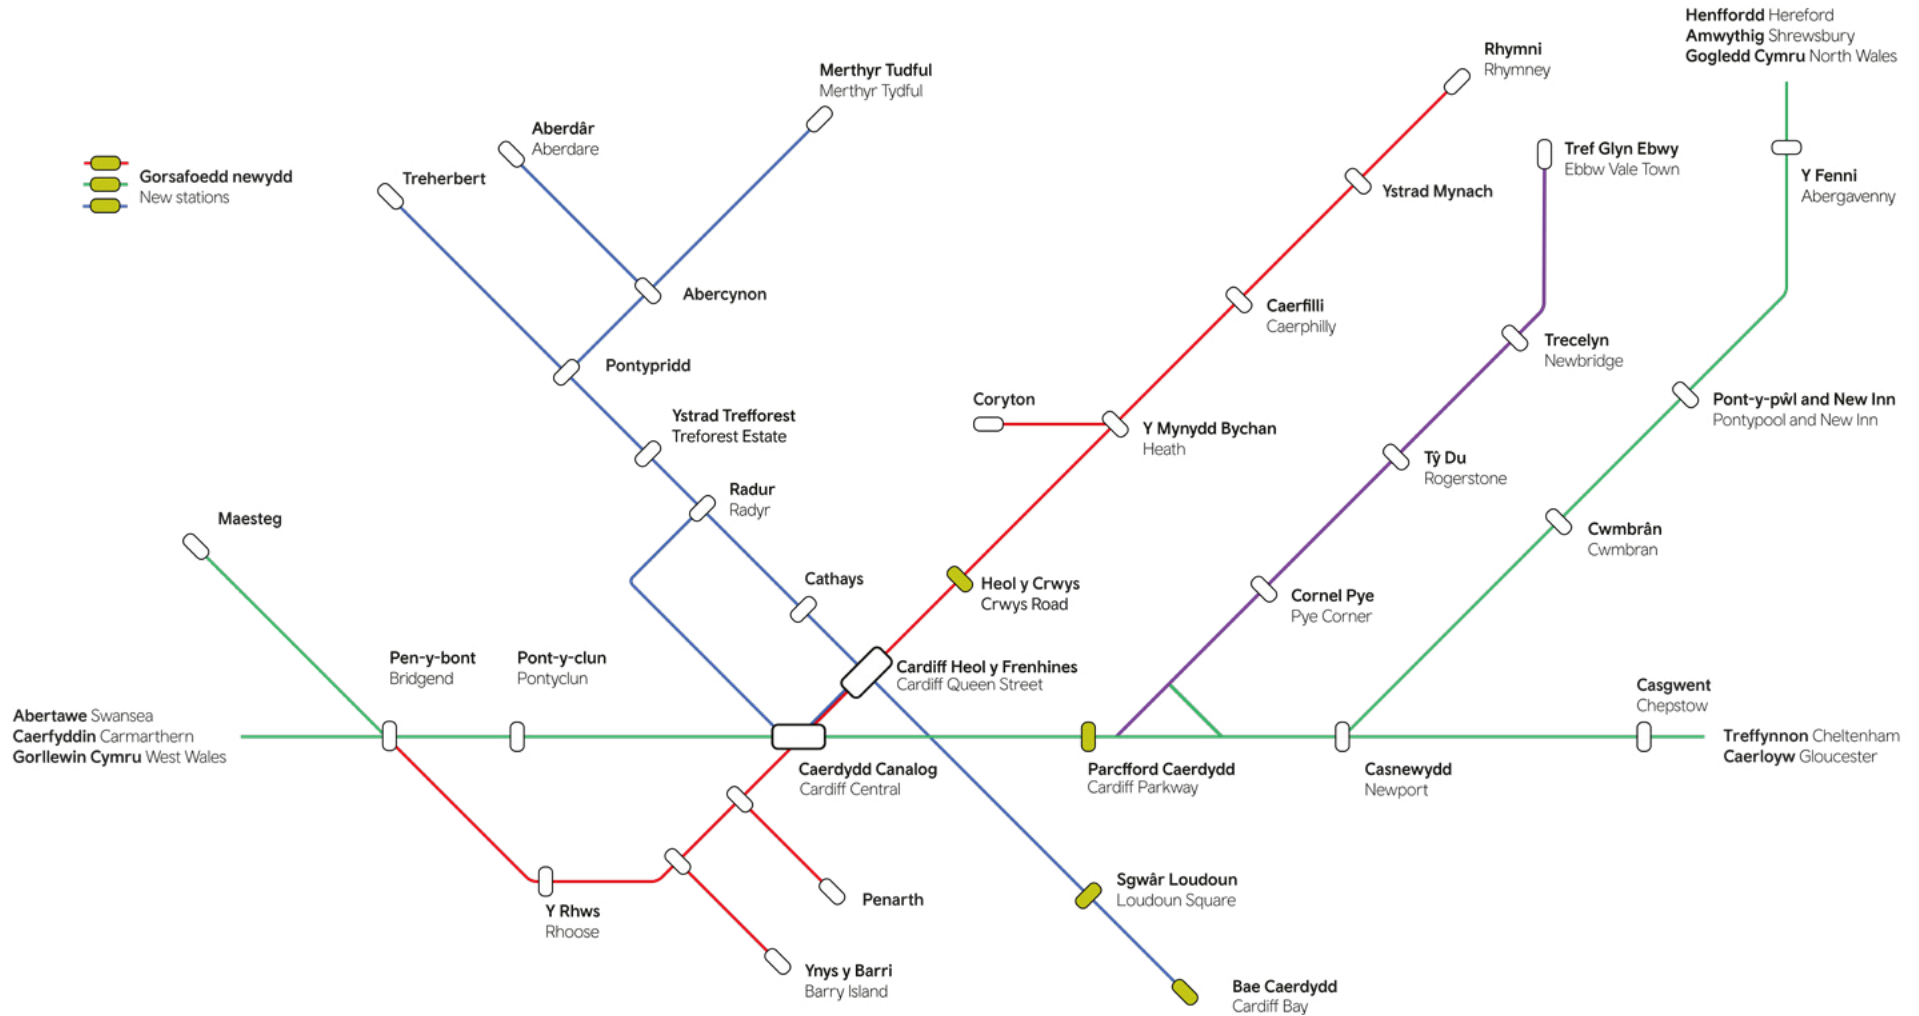 Henffordd Hereford
Amwythig Shrewsbury
Gogledd Cymru North Wales
Rhymni
Rhymney
Merthyr Tudful
Merthyr Tydful
Aberdâr
Aberdare
Tref Glyn Ebwy
Ebbw Vale Town
Gorsafoedd newydd
New stations
Treherbert
Ystrad Mynach
Y Fenni
Abergavenny
Abercynon
Caerfilli
Caerphilly
Trecelyn
Newbridge
Pontypridd
Coryton
Pont-y-pŵl and New Inn
Pontypool and New Inn
Ystrad Trefforest
Treforest Estate
Y Mynydd Bychan
Heath
Tŷ Du
Rogerstone
Radur
Radyr
Maesteg
Cwmbrân
Cwmbran
Cathays
Heol y Crwys
Crwys Road
Cornel Pye
Pye Corner
Pen-y-bont
Bridgend
Pont-y-clun
Pontyclun
Cardiff Heol y Frenhines
Cardiff Queen Street
Casgwent
Chepstow
Abertawe Swansea
Caerfyddin Carmarthern
Gorllewin Cymru West Wales
Treffynnon Cheltenham
Caerloyw Gloucester
Caerdydd Canalog
Cardiff Central
Parcfford Caerdydd
Cardiff Parkway
Casnewydd
Newport
Sgwâr Loudoun
Loudoun Square
Penarth
Y Rhws
Rhoose
Ynys y Barri
Barry Island
Bae Caerdydd
Cardiff Bay